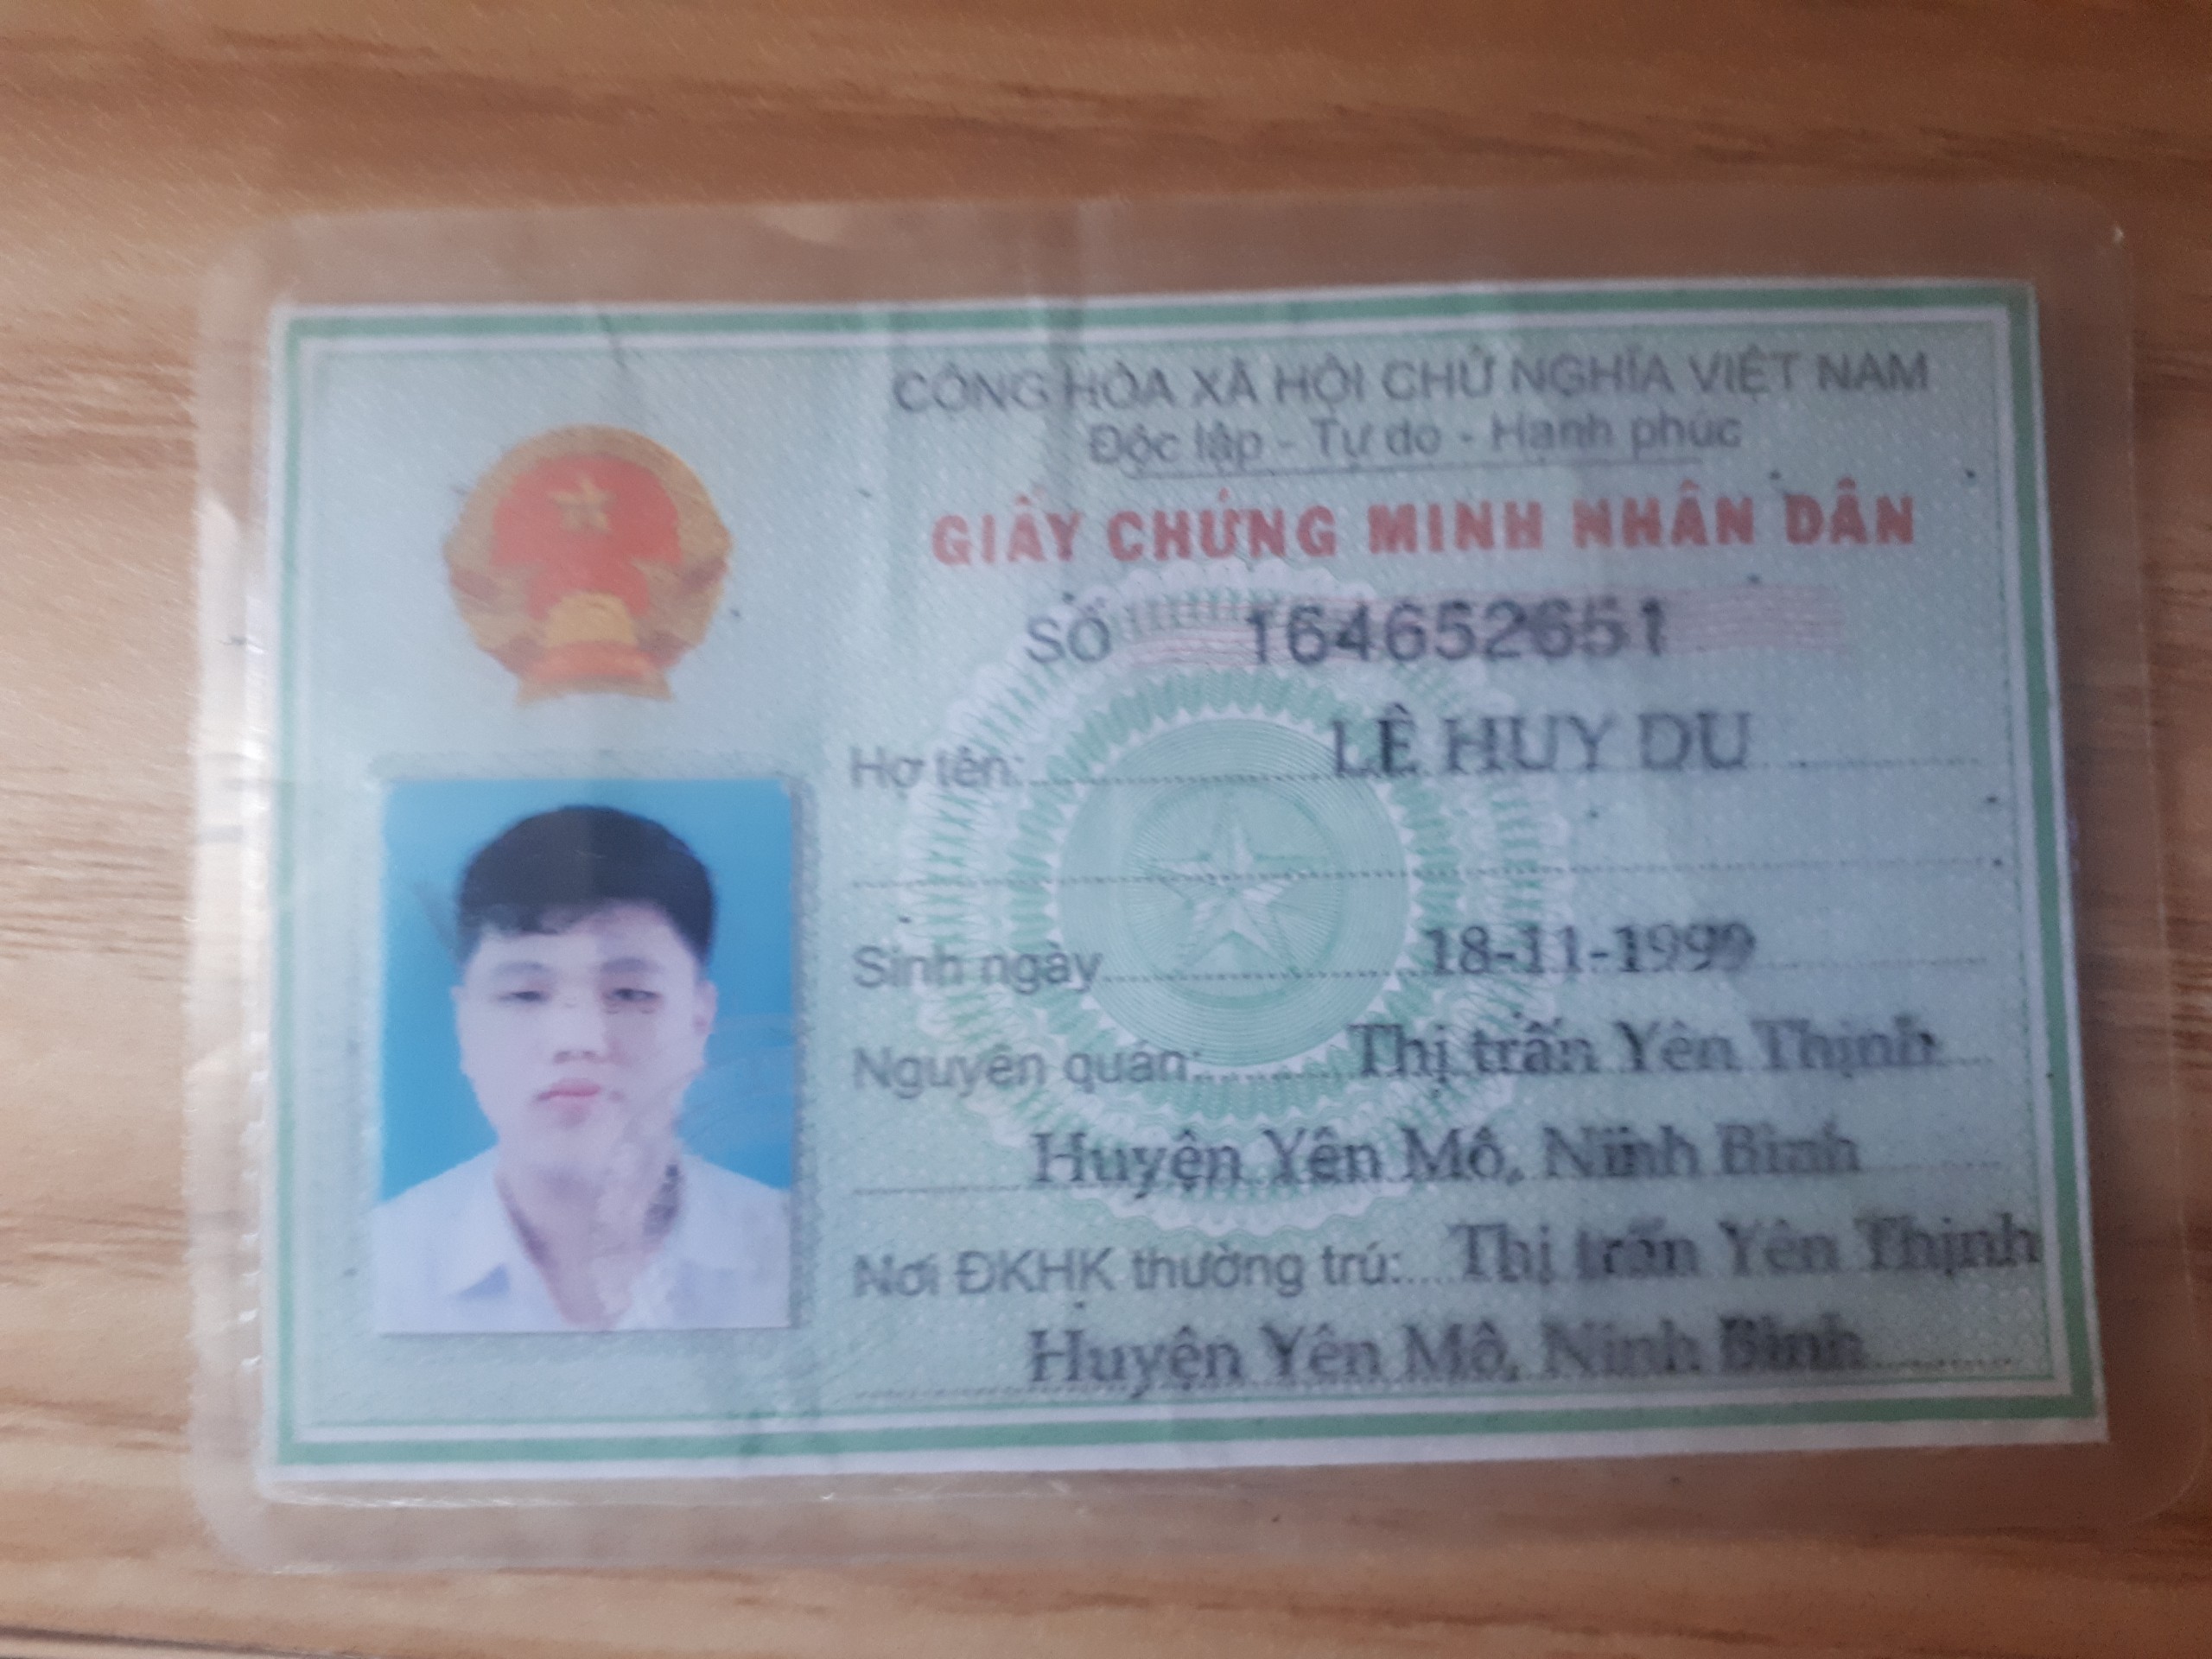 CỘNG HÒA XÃ HỘI CHỦ NGHĨA VIỆT NAM
Độc lập - Tự do - Hạnh phúc
GIẤY CHỨNG MINH NHÂN DÂN
SỐ 164652651
Họ tên: LÊ HUY DU
Sinh ngày 18-11-1999
Nguyên quán: Thị trấn Yên Thịnh
Huyện Yên Mô, Ninh Bình
Nơi ĐKHK thường trú: Thị trấn Yên Thịnh
Huyện Yên Mô, Ninh Bình